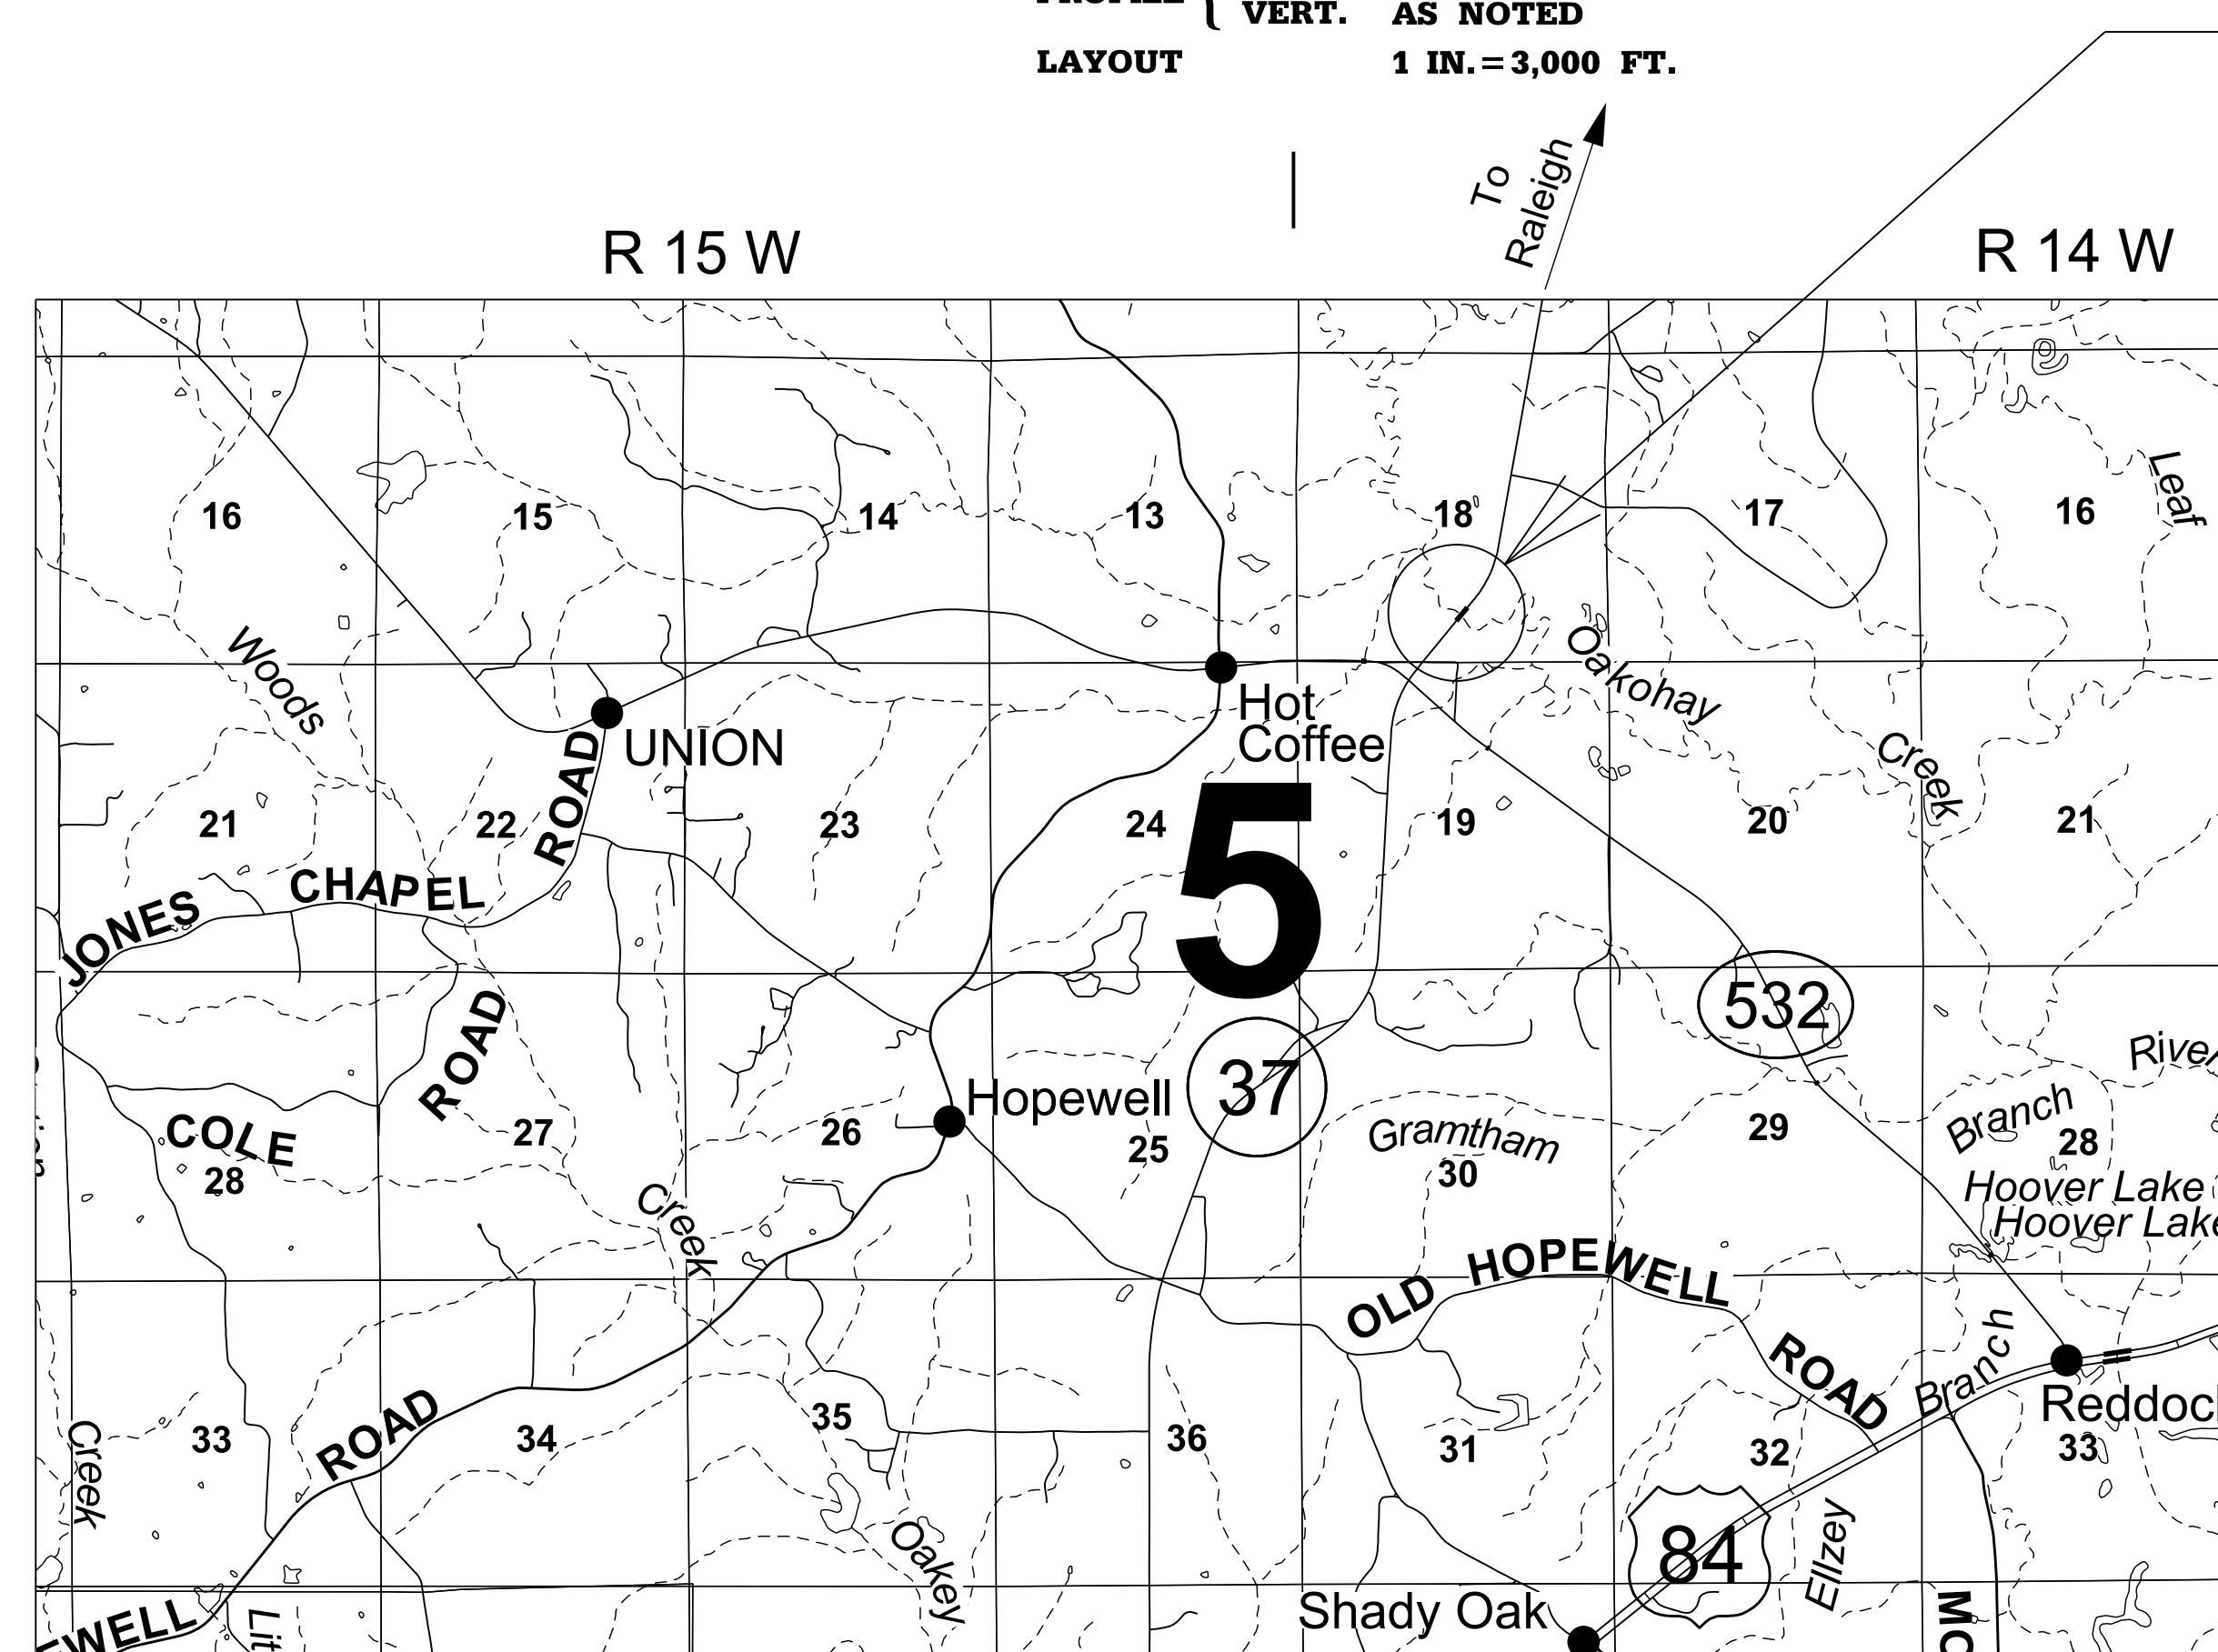 VERT. AS NOTED
LAYOUT 1 IN.=3,000 FT.
To
Raleigh
R 15 W
R 14 W
16
15
14
13
18
17
16
Leaf
Woods
Oakohay
Creek
Hot
Coffee
UNION
ROAD
5
21
22
23
24
19
20
21
JONES CHAPEL
532
ROAD
River
37
Hopewell
Branch
COLE
28
27
26
25
Gramtham
30
29
28
Hoover Lake
Hoover Lake
Creek
OLD HOPEWELL ROAD
Branch
Creek
33
ROAD
34
35
36
31
32
Reddoc
33
84
Ellzey
Oakey
Shady Oak
EWELL
Lit
MO